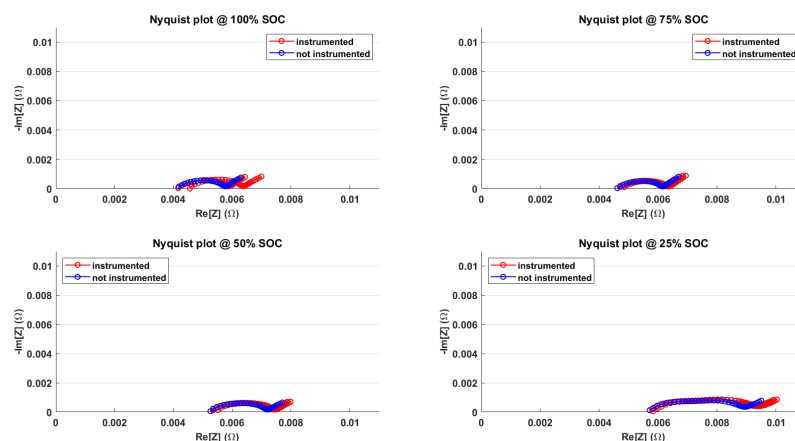 Nyquist plot @ 100% SOC
0.01
0.008
0.006
0.004
0.002
0
-Im[Z] (Ω)
instrumented
not instrumented
0 0.002 0.004 0.006 0.008 0.01
Re[Z] (Ω)
Nyquist plot @ 75% SOC
0.01
0.008
0.006
0.004
0.002
0
-Im[Z] (Ω)
instrumented
not instrumented
0 0.002 0.004 0.006 0.008 0.01
Re[Z] (Ω)
Nyquist plot @ 50% SOC
0.01
0.008
0.006
0.004
0.002
0
-Im[Z] (Ω)
instrumented
not instrumented
0 0.002 0.004 0.006 0.008 0.01
Re[Z] (Ω)
Nyquist plot @ 25% SOC
0.01
0.008
0.006
0.004
0.002
0
-Im[Z] (Ω)
instrumented
not instrumented
0 0.002 0.004 0.006 0.008 0.01
Re[Z] (Ω)